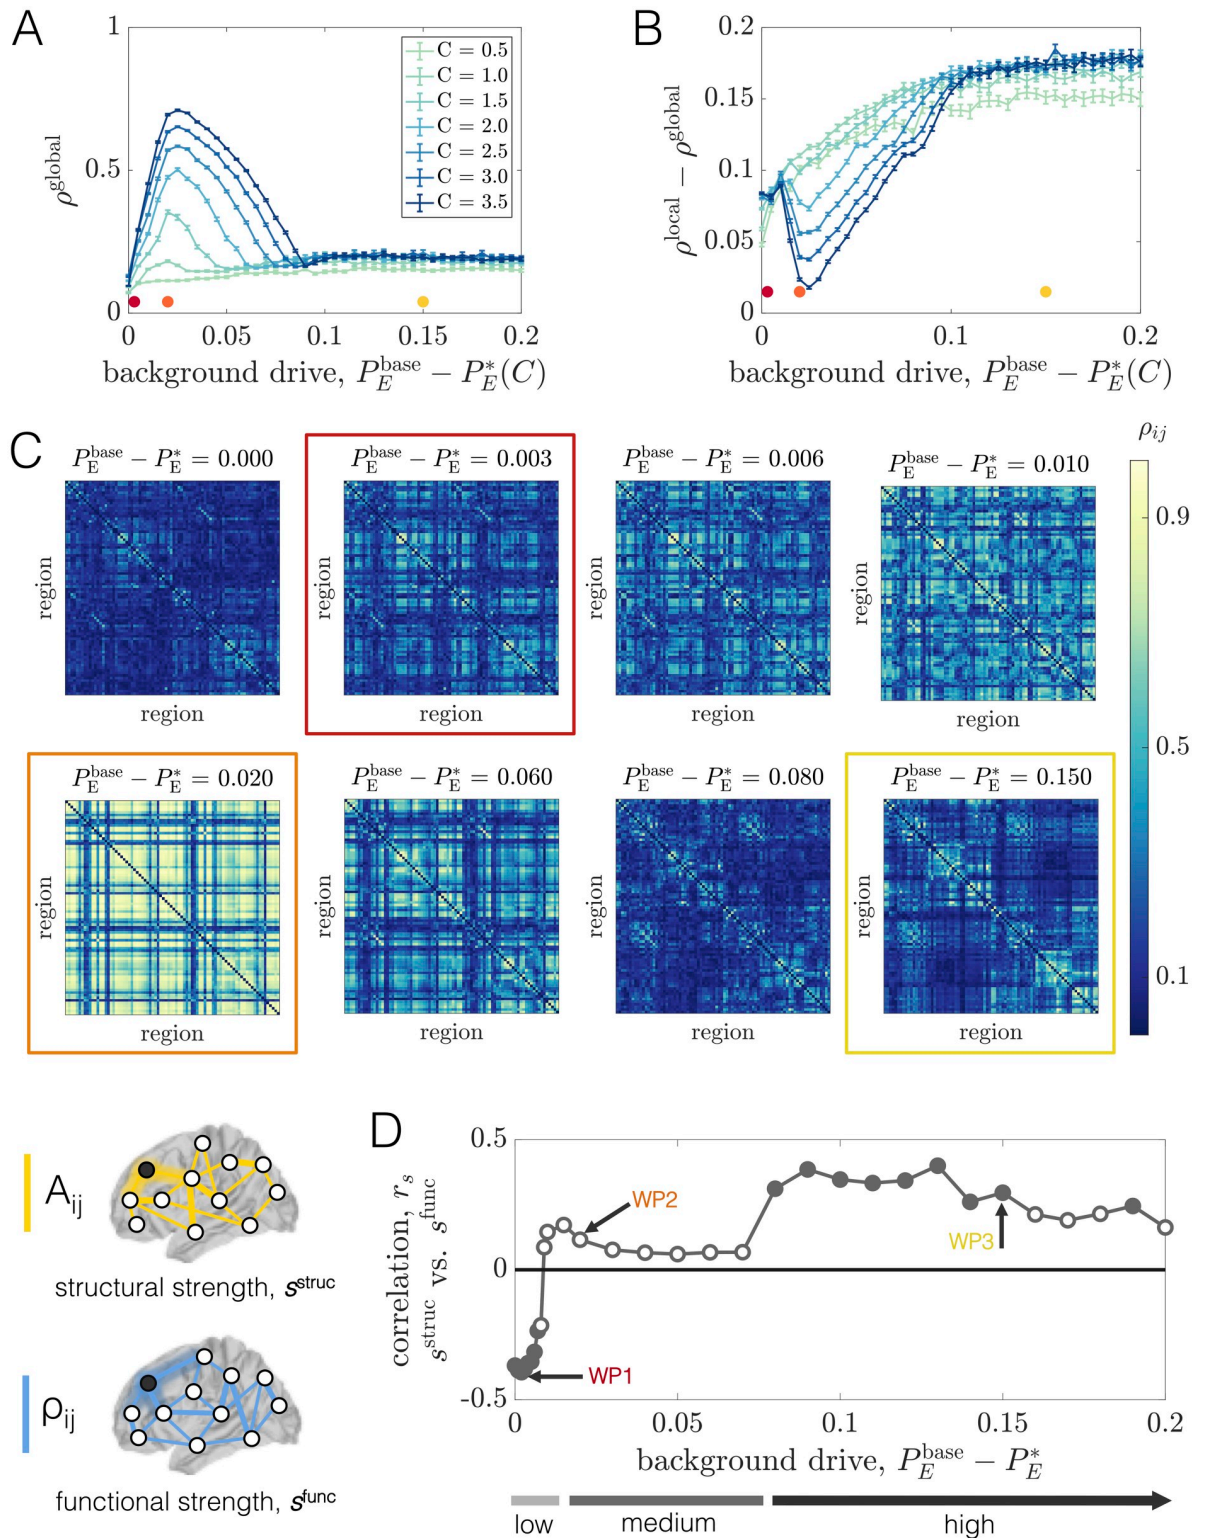 A
1
0.5
0
ρ^global
C = 0.5
C = 1.0
C = 1.5
C = 2.0
C = 2.5
C = 3.0
C = 3.5
0 0.05 0.1 0.15 0.2
background drive, P_E^base − P_E^*(C)
B
0.2
0.15
0.1
0.05
0
ρ^local − ρ^global
0 0.1 0.2
background drive, P_E^base − P_E^*(C)
C
P_E^base − P_E^* = 0.000
region
region
P_E^base − P_E^* = 0.003
region
region
P_E^base − P_E^* = 0.006
region
region
P_E^base − P_E^* = 0.010
region
region
P_E^base − P_E^* = 0.020
region
region
P_E^base − P_E^* = 0.060
region
region
P_E^base − P_E^* = 0.080
region
region
P_E^base − P_E^* = 0.150
region
region
ρ_ij
0.9
0.5
0.1
A_ij
structural strength, s^struc
ρ_ij
functional strength, s^func
D
0.5
0
-0.5
correlation, r_s
s^struc vs. s^func
WP1
WP2
WP3
0 0.05 0.1 0.15 0.2
background drive, P_E^base − P_E^*
low medium high